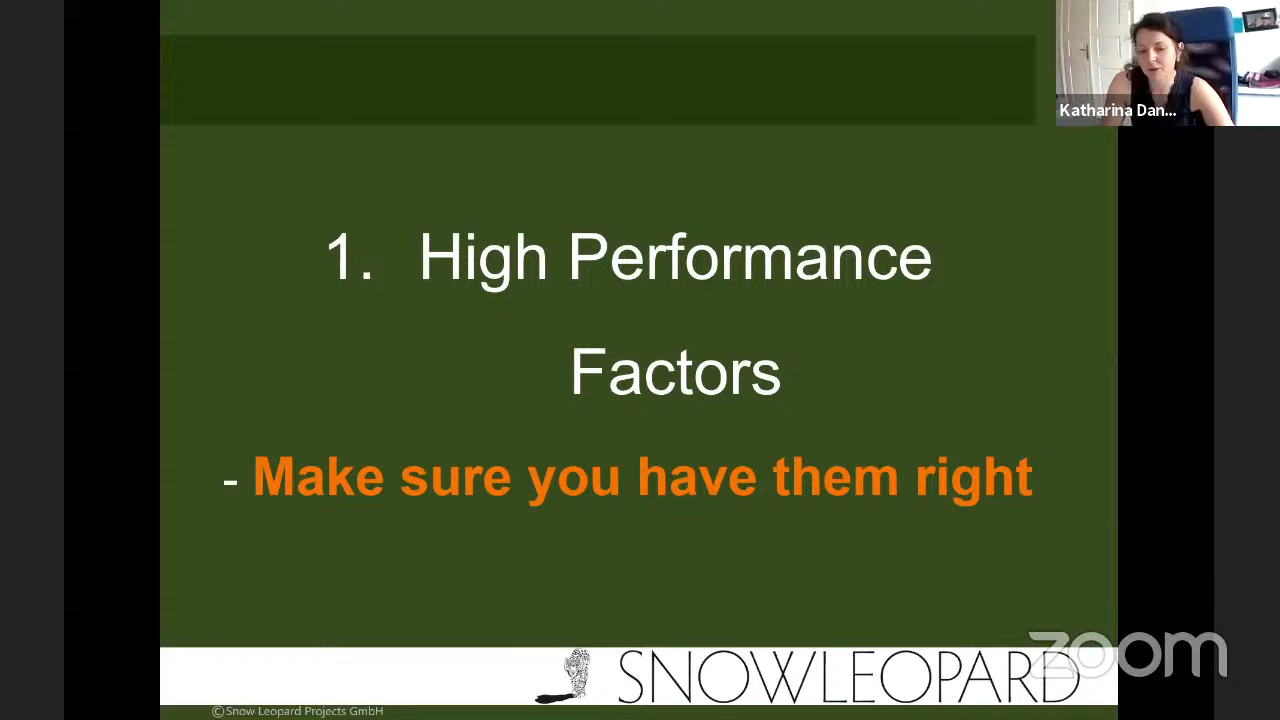 Katharina Dan...
1. High Performance
Factors
- Make sure you have them right
SNOWLEOPARD
zoom
©Snow Leopard Projects GmbH